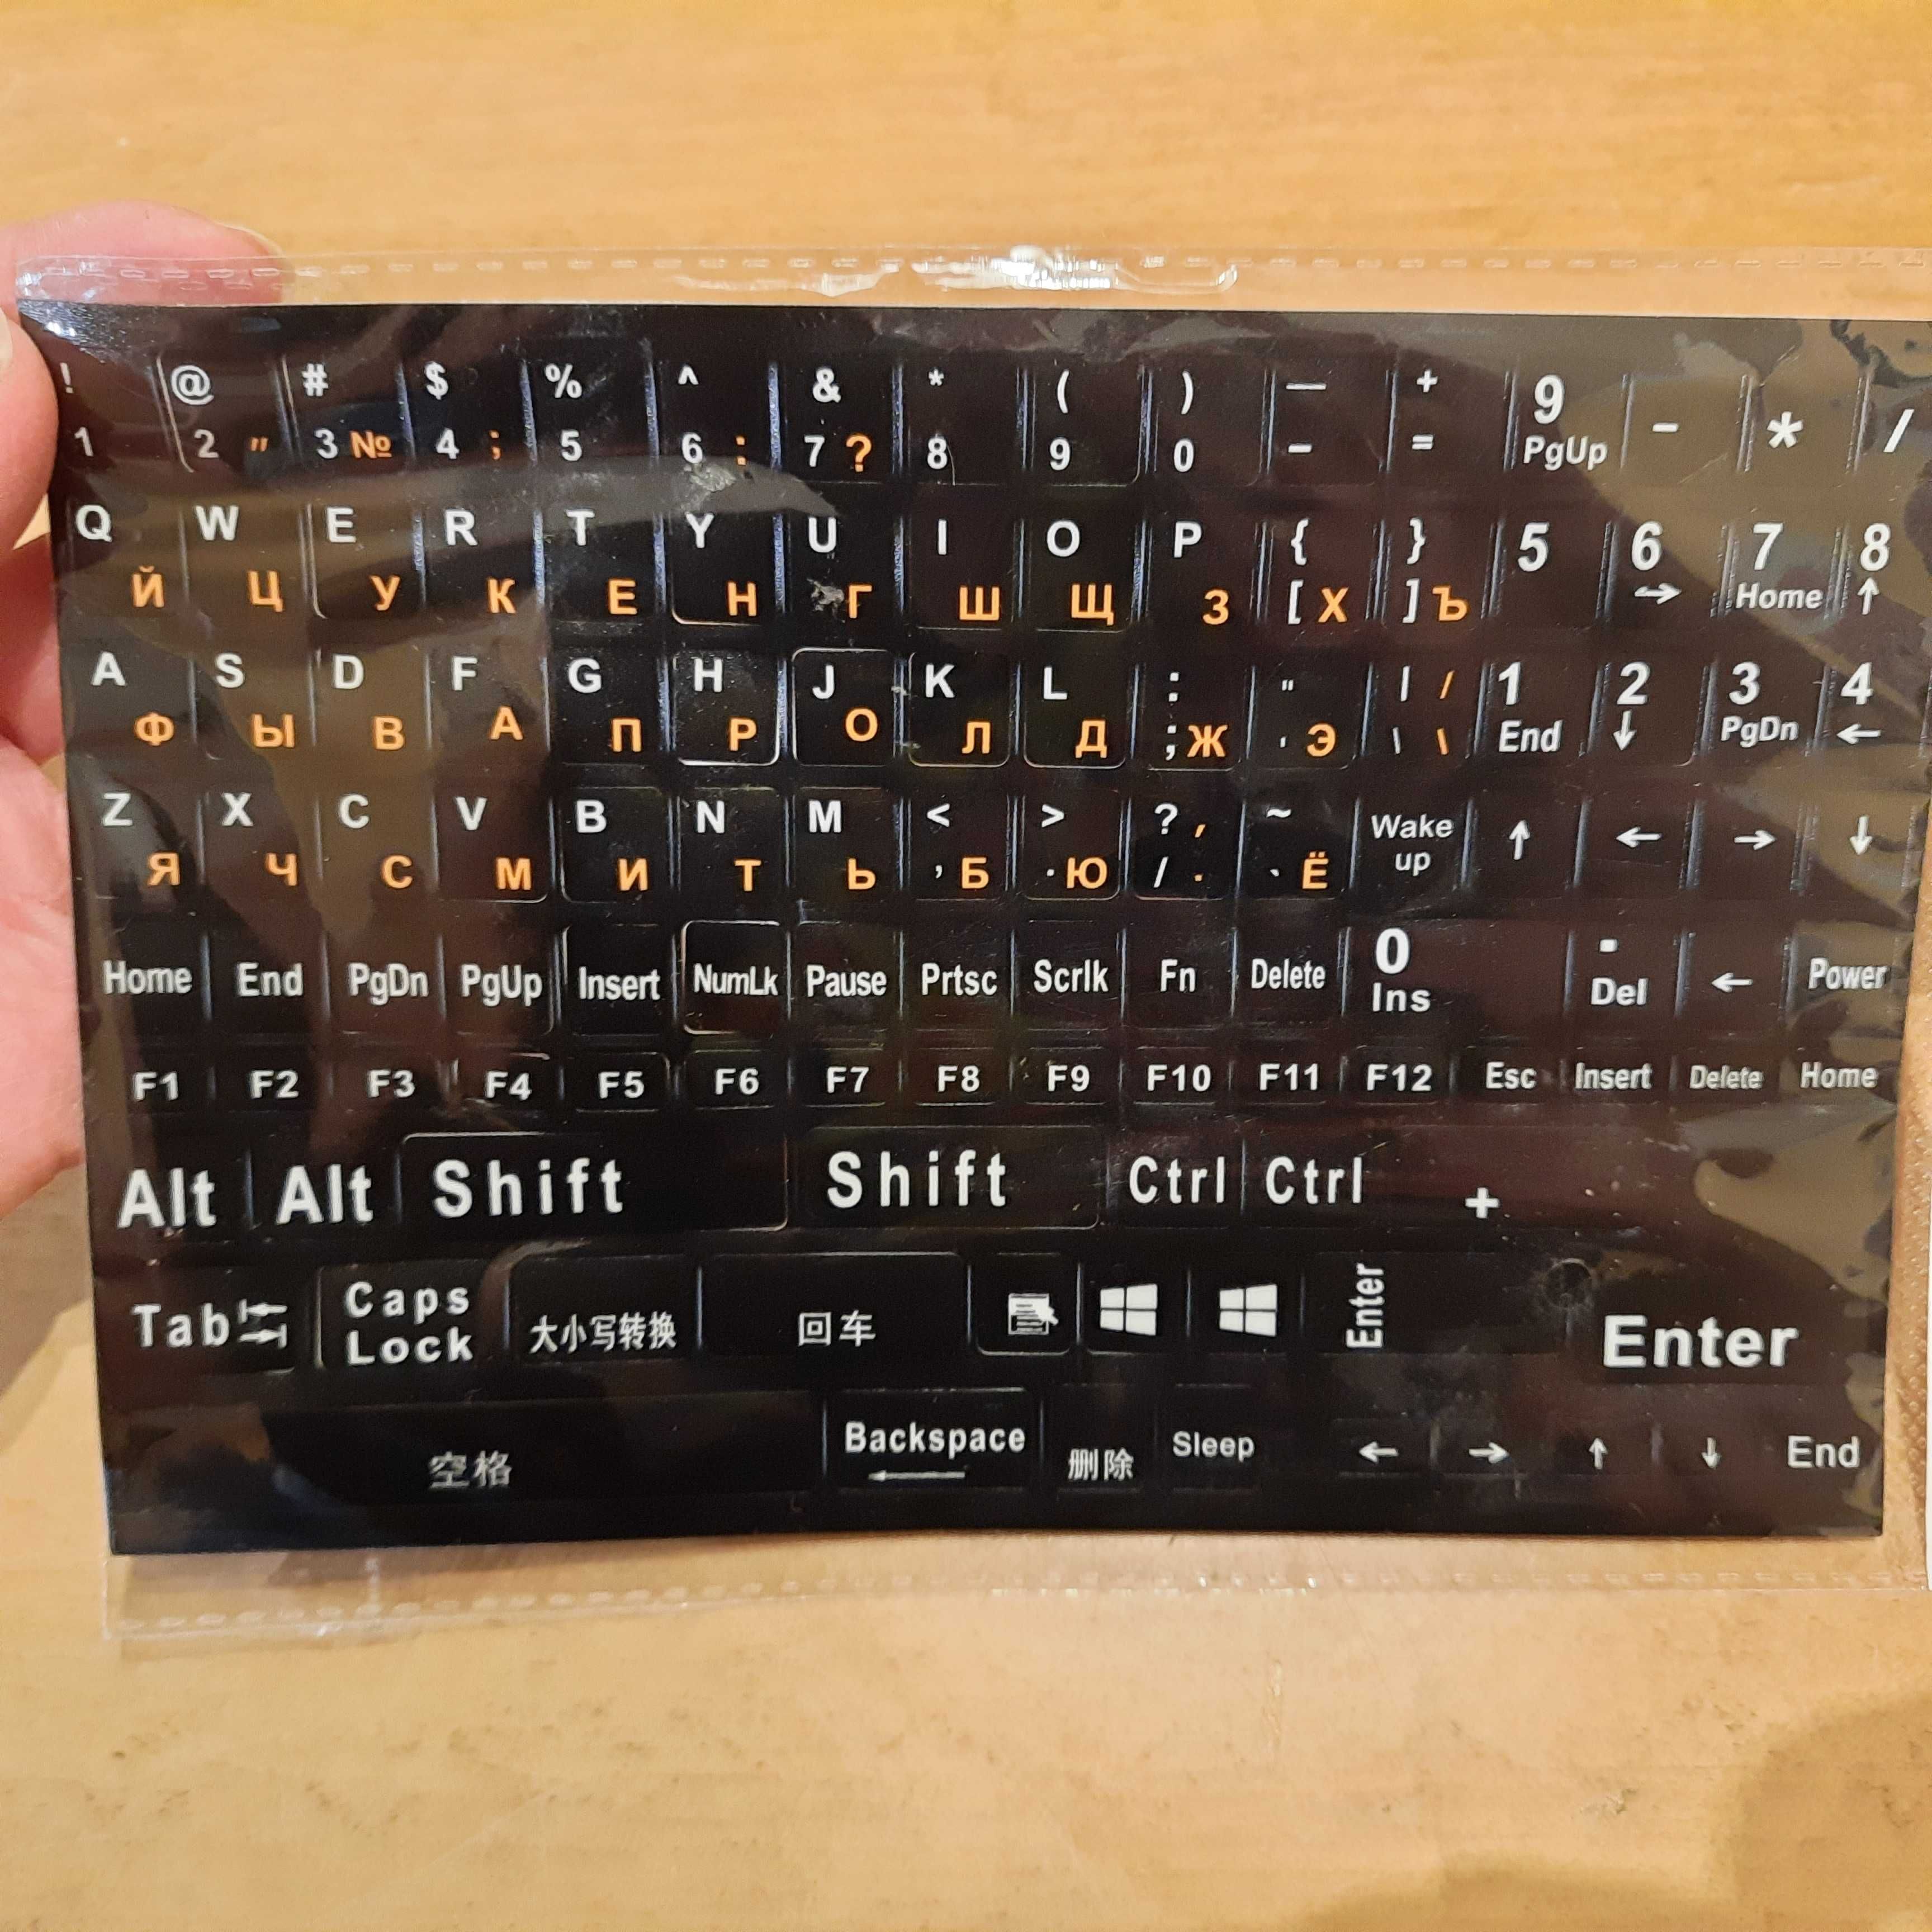 ! @ # $ % ^ & * ( ) — + 9 - * /
1 2 " 3 № 4 ; 5 6 : 7 ? 8 9 0 - = PgUp
Q W E R T Y U I O P { } 5 6 7 8
Й Ц У К Е Н Г Ш Щ З [ Х ] Ъ → Home ↑
A S D F G H J K L : " | / 1 2 3 4
Ф Ы В А П Р О Л Д ; Ж ' Э \ \ End ↓ PgDn ←
Z X C V B N M < > ? , ~ Wake up ↑ ← → ↓
Я Ч С М И Т Ь , Б . Ю / . ` Ё
Home End PgDn PgUp Insert NumLk Pause Prtsc Scrlk Fn Delete 0 Ins . Del ← Power
F1 F2 F3 F4 F5 F6 F7 F8 F9 F10 F11 F12 Esc Insert Delete Home
Alt Alt Shift Shift Ctrl Ctrl +
Tab Caps Lock 大小写转换 回车 Enter Enter
空格 Backspace ← 删除 Sleep ← → ↑ ↓ End